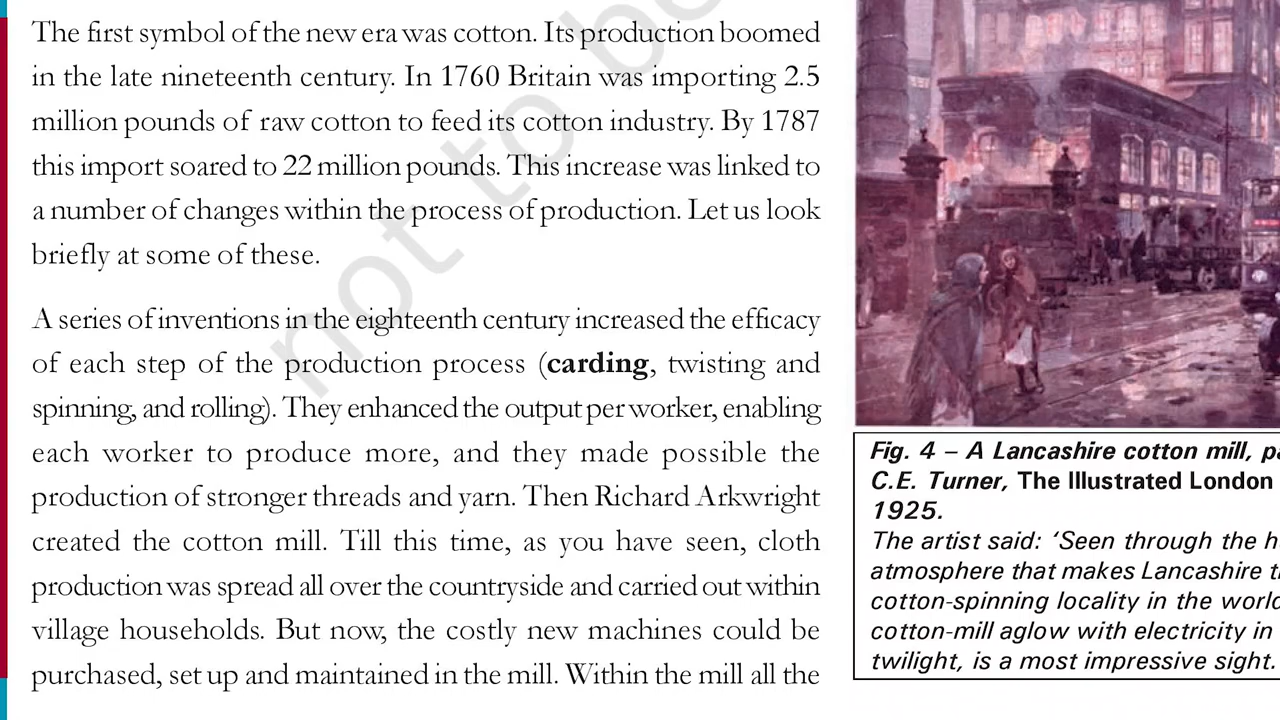 The first symbol of the new era was cotton. Its production boomed
in the late nineteenth century. In 1760 Britain was importing 2.5
million pounds of raw cotton to feed its cotton industry. By 1787
this import soared to 22 million pounds. This increase was linked to
a number of changes within the process of production. Let us look
briefly at some of these.
A series of inventions in the eighteenth century increased the efficacy
of each step of the production process (carding, twisting and
spinning, and rolling). They enhanced the output per worker, enabling
each worker to produce more, and they made possible the
production of stronger threads and yarn. Then Richard Arkwright
created the cotton mill. Till this time, as you have seen, cloth
production was spread all over the countryside and carried out within
village households. But now, the costly new machines could be
purchased, set up and maintained in the mill. Within the mill all the
not to b
Fig. 4 – A Lancashire cotton mill,
C.E. Turner, The Illustrated London
1925.
The artist said: ‘Seen through the
atmosphere that makes Lancashire
cotton-spinning locality in the
cotton-mill aglow with electricity in
twilight, is a most impressive sight.